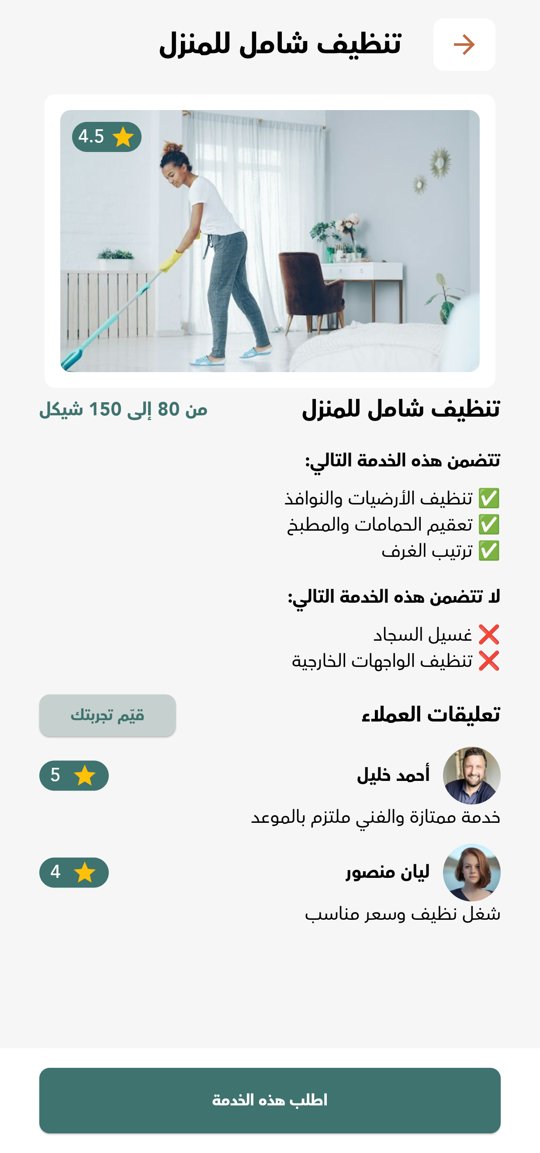 تنظيف شامل للمنزل
4.5
تنظيف شامل للمنزل
من 80 إلى 150 شيكل
تتضمن هذه الخدمة التالي:
✅ تنظيف الأرضيات والنوافذ
✅ تعقيم الحمامات والمطبخ
✅ ترتيب الغرف
لا تتضمن هذه الخدمة التالي:
❌ غسيل السجاد
❌ تنظيف الواجهات الخارجية
تعليقات العملاء
قيّم تجربتك
أحمد خليل
5
خدمة ممتازة والفني ملتزم بالموعد
ليان منصور
4
شغل نظيف وسعر مناسب
اطلب هذه الخدمة